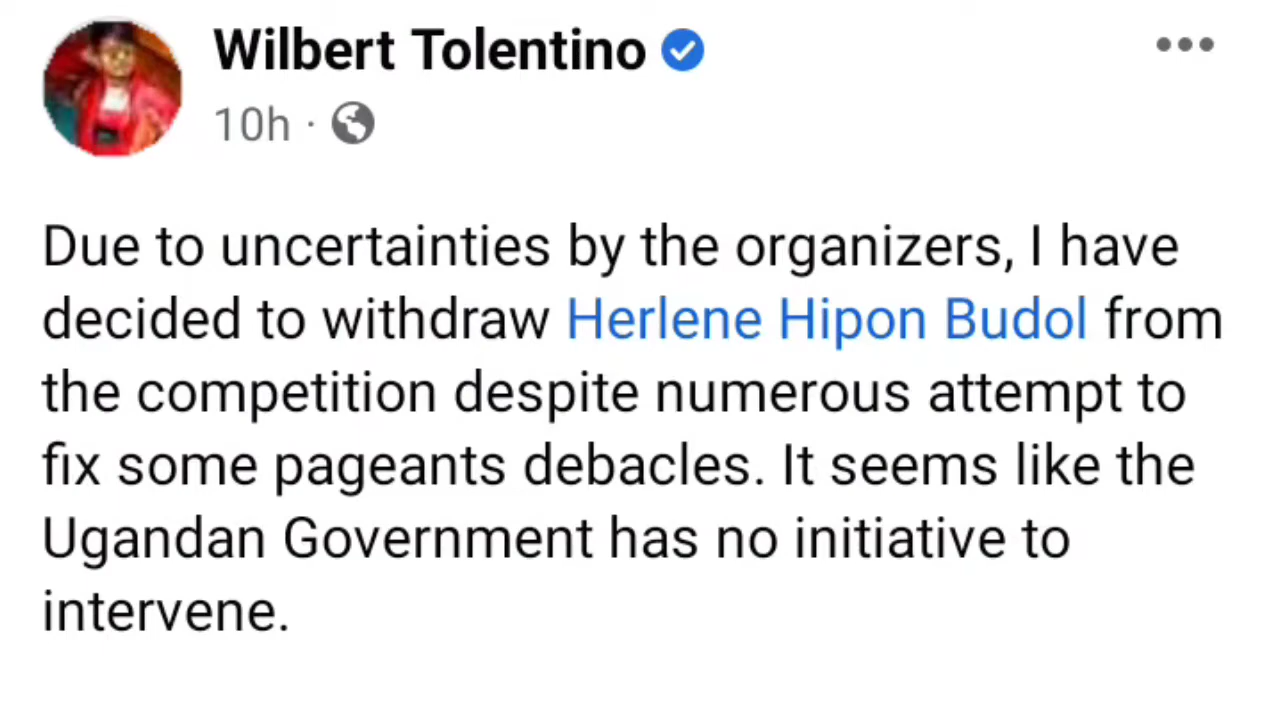 Wilbert Tolentino
10h ·
Due to uncertainties by the organizers, I have
decided to withdraw Herlene Hipon Budol from
the competition despite numerous attempt to
fix some pageants debacles. It seems like the
Ugandan Government has no initiative to
intervene.